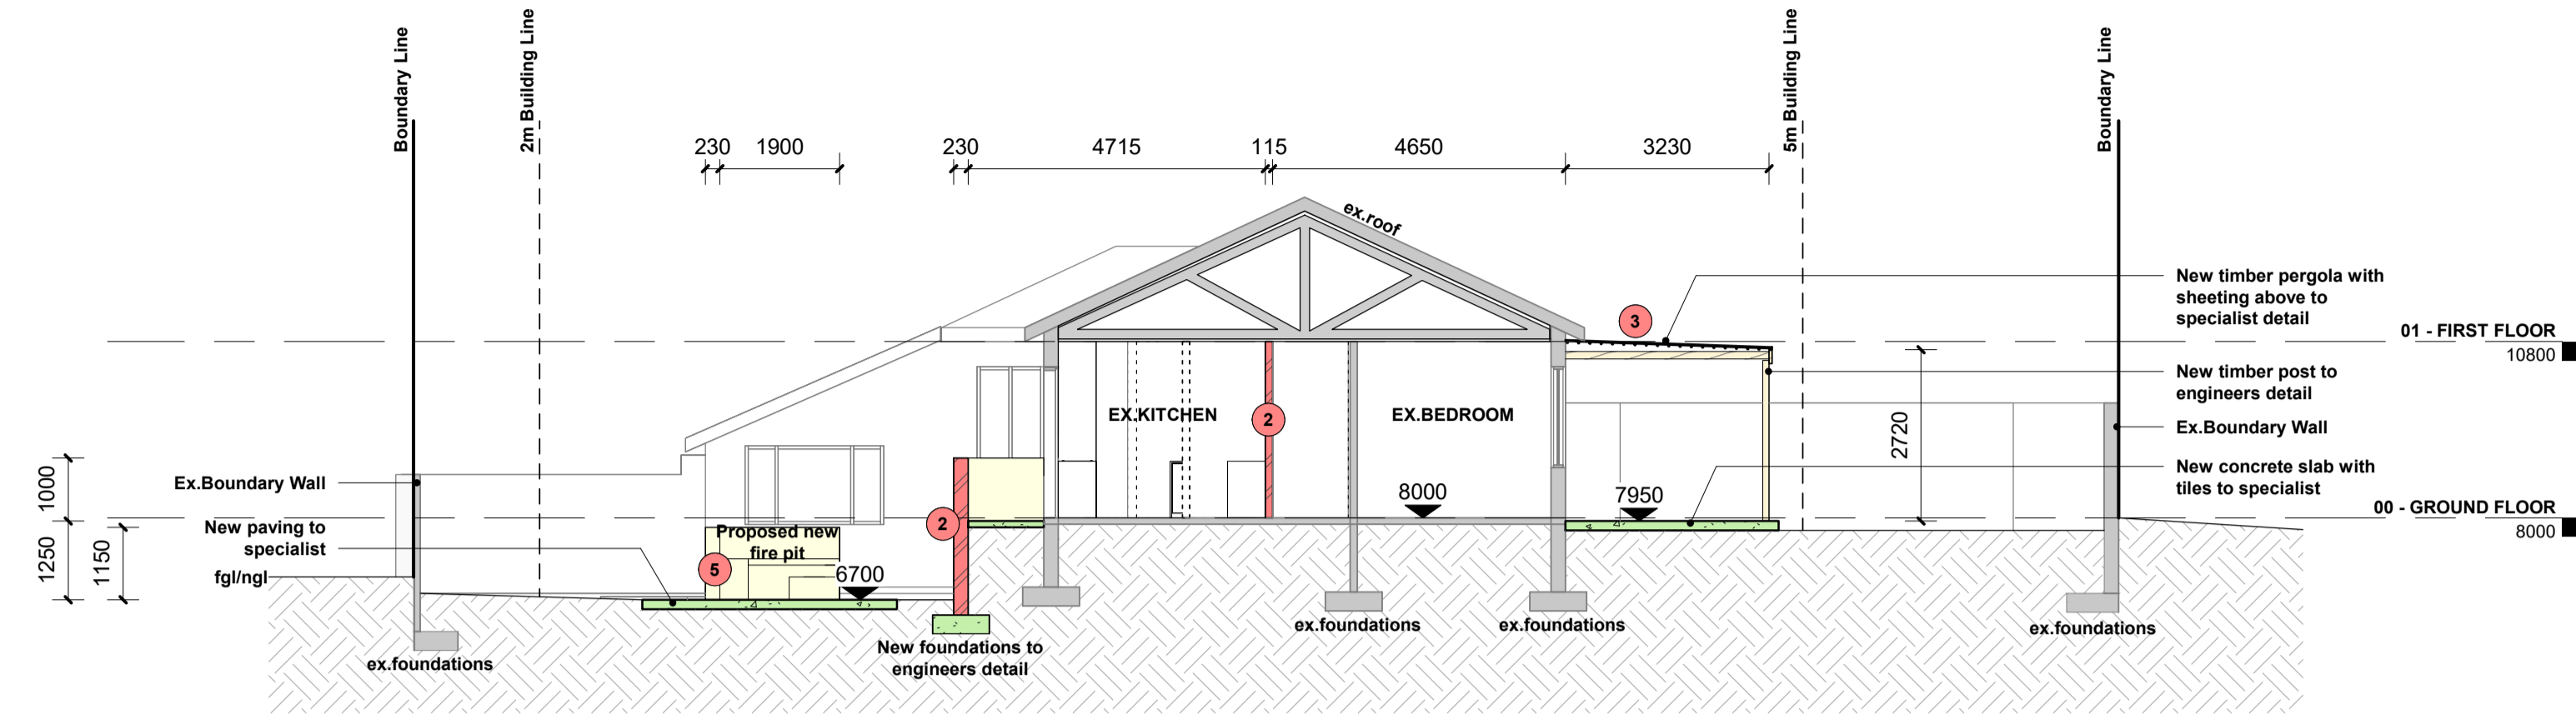 Boundary Line
2m Building Line
5m Building Line
Boundary Line
230 1900
230
4715
115
4650
3230
ex.roof
3
New timber pergola with
sheeting above to
specialist detail
01 - FIRST FLOOR
10800
New timber post to
engineers detail
EX.KITCHEN
2
EX.BEDROOM
2720
Ex.Boundary Wall
1000
Ex.Boundary Wall
New concrete slab with
tiles to specialist
8000
7950
00 - GROUND FLOOR
8000
New paving to
specialist
2
Proposed new
fire pit
1250
1150
5
6700
fgl/ngl
ex.foundations
New foundations to
engineers detail
ex.foundations
ex.foundations
ex.foundations